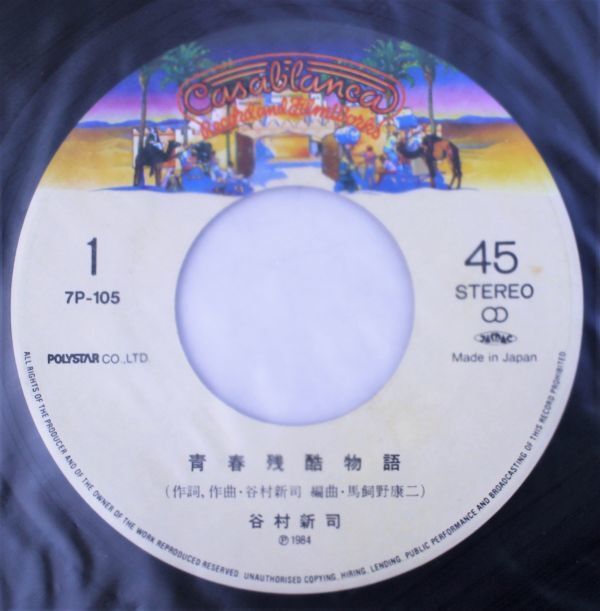 Casablanca
Record and FilmWorks
1
45
7P-105
STEREO
POLYSTAR CO.,LTD.
JASRAC
Made in Japan
青春残酷物語
(作詞、作曲・谷村新司 編曲・馬飼野康二)
谷村新司
Ⓟ1984
ALL RIGHTS OF THE PRODUCER AND OF THE OWNER OF THE WORK REPRODUCED RESERVED. UNAUTHORISED COPYING, HIRING, LENDING, PUBLIC PERFORMANCE AND BROADCASTING OF THIS RECORD PROHIBITED